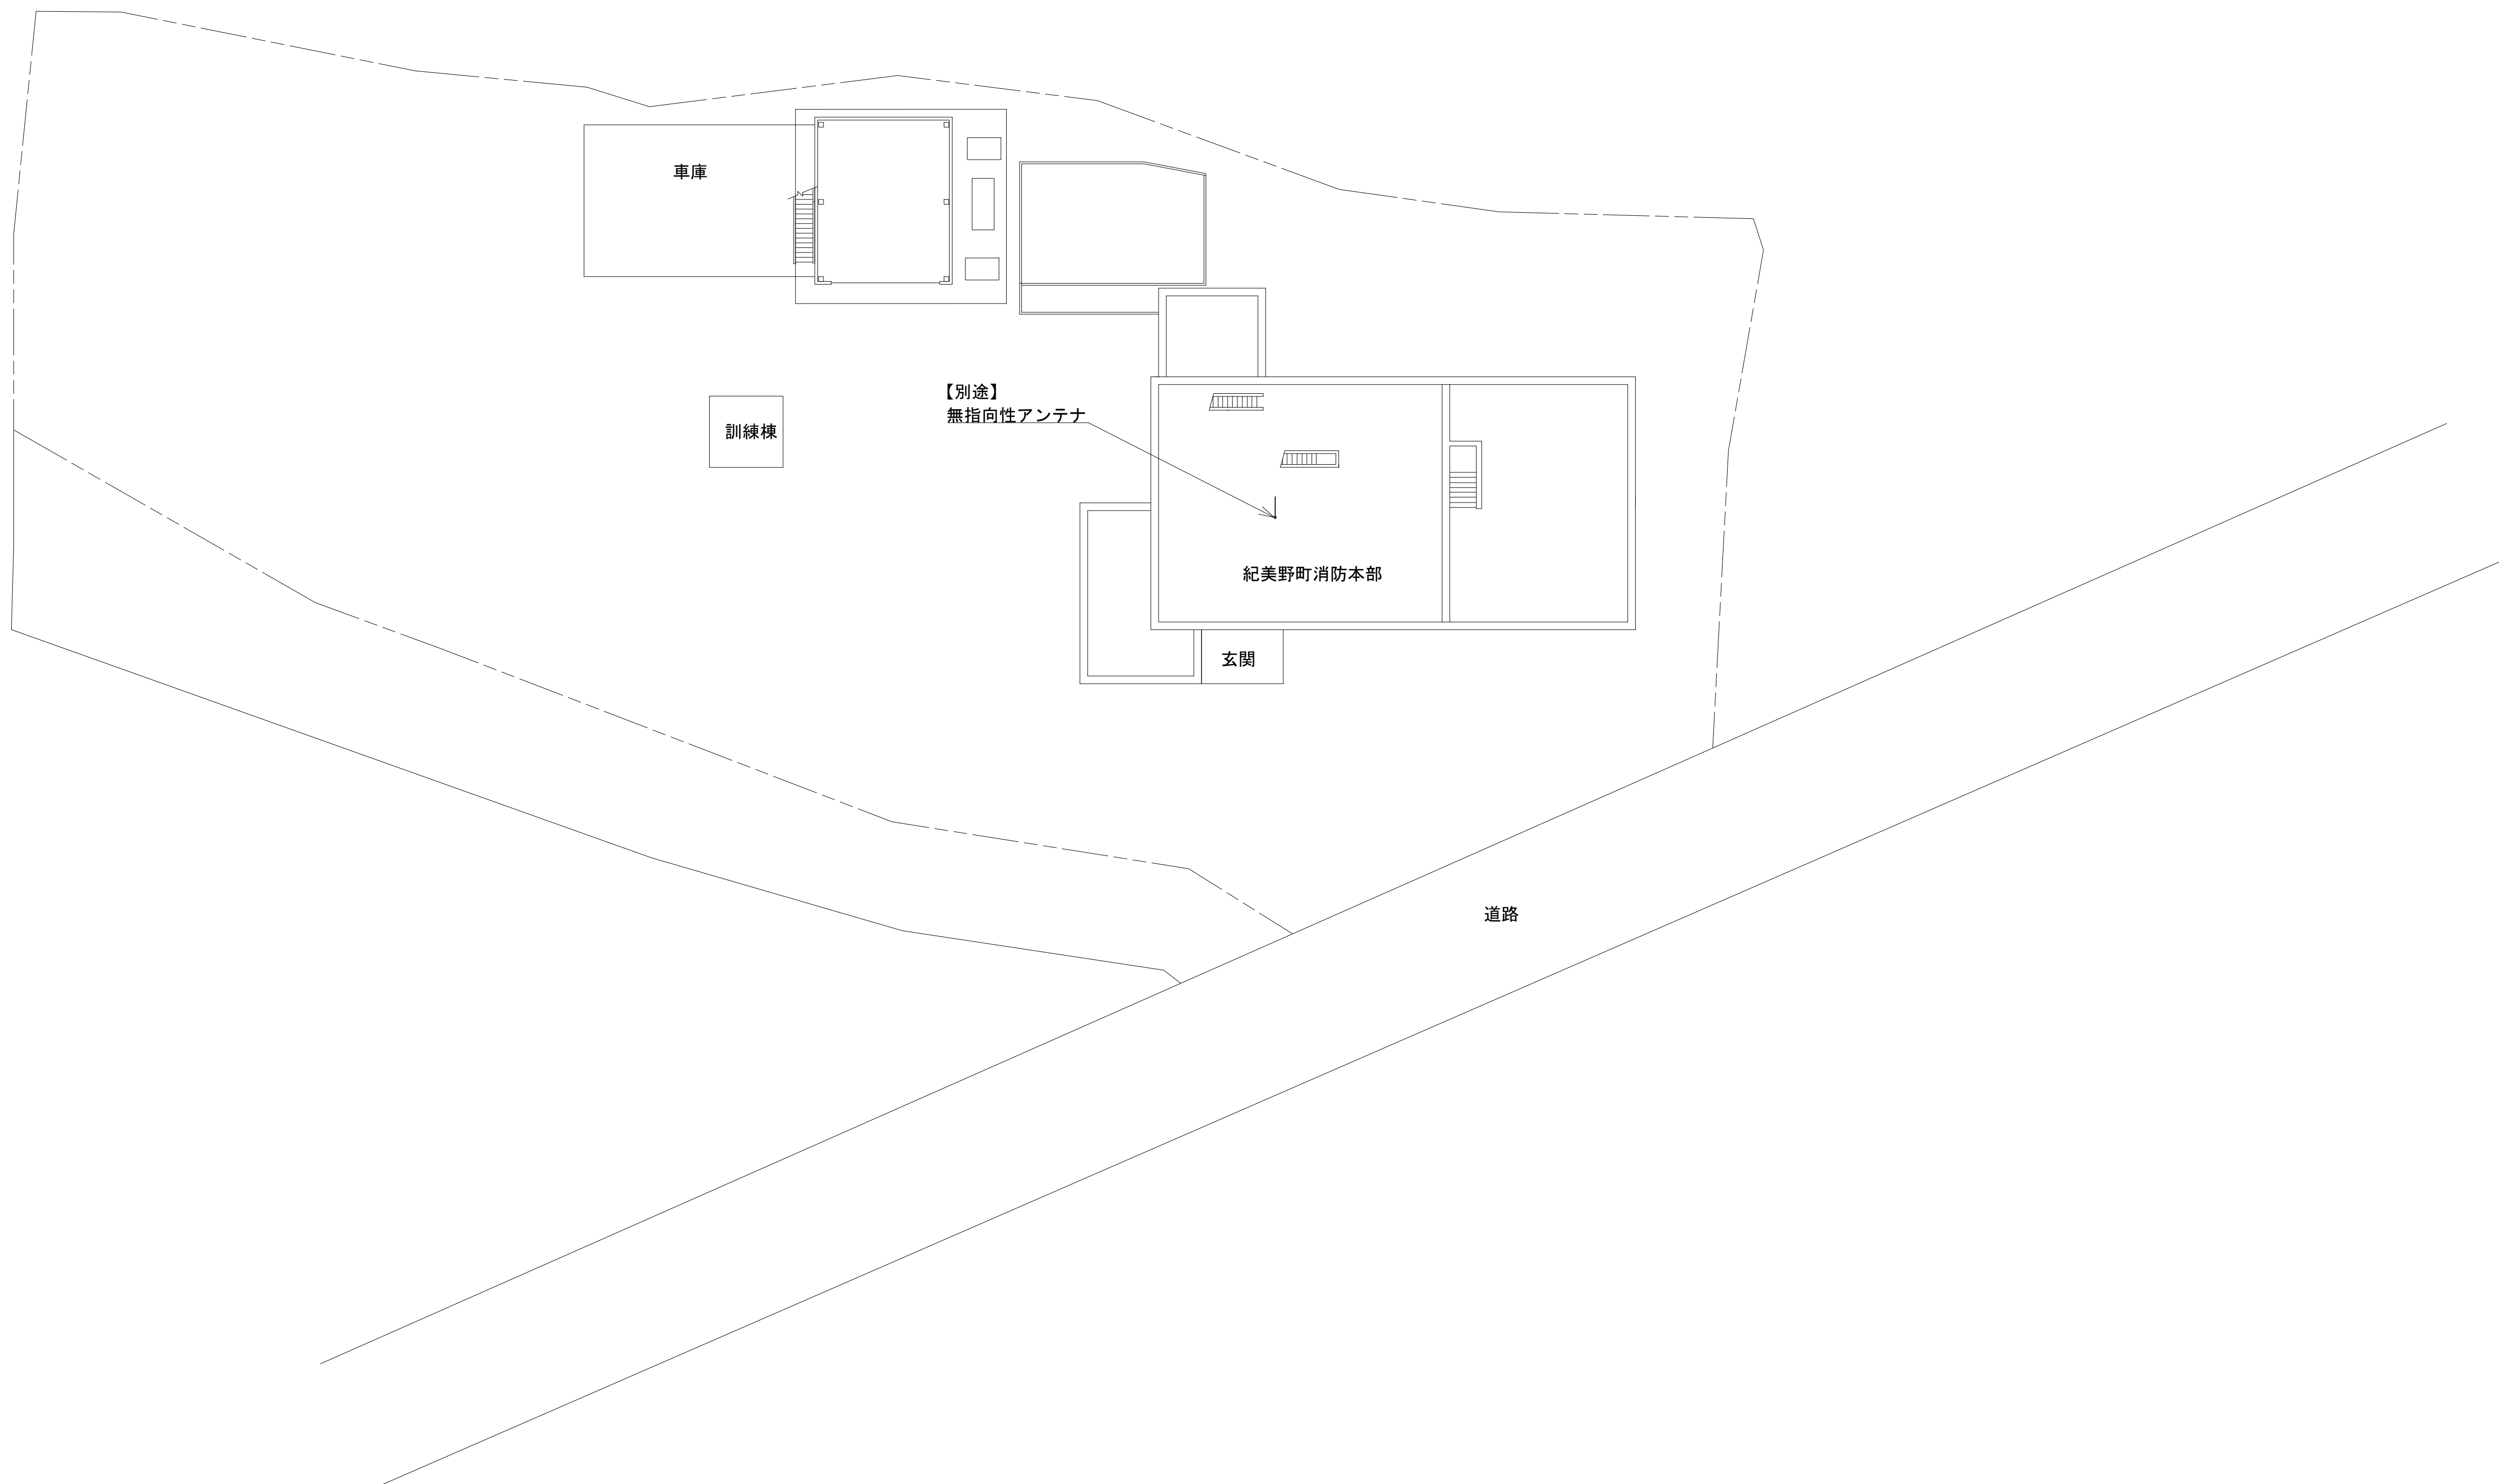 車庫
【別途】
無指向性アンテナ
訓練棟
紀美野町消防本部
玄関
道路